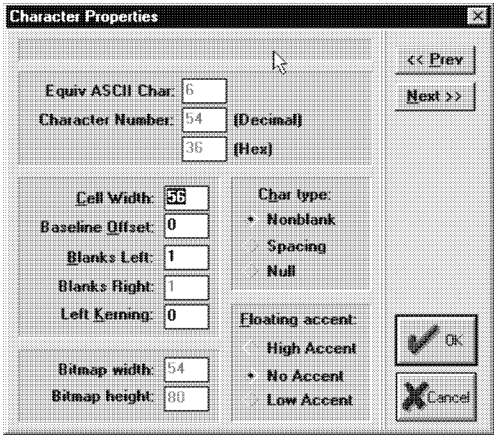 Character Properties
<< Prev
Next >>
Equiv ASCII Char: 6
Character Number: 54 (Decimal)
36 (Hex)
Cell Width: 56
Baseline Offset: 0
Blanks Left: 1
Blanks Right: 1
Left Kerning: 0
Char type:
Nonblank
Spacing
Null
Floating accent:
High Accent
No Accent
Low Accent
Bitmap width: 54
Bitmap height: 80
OK
Cancel